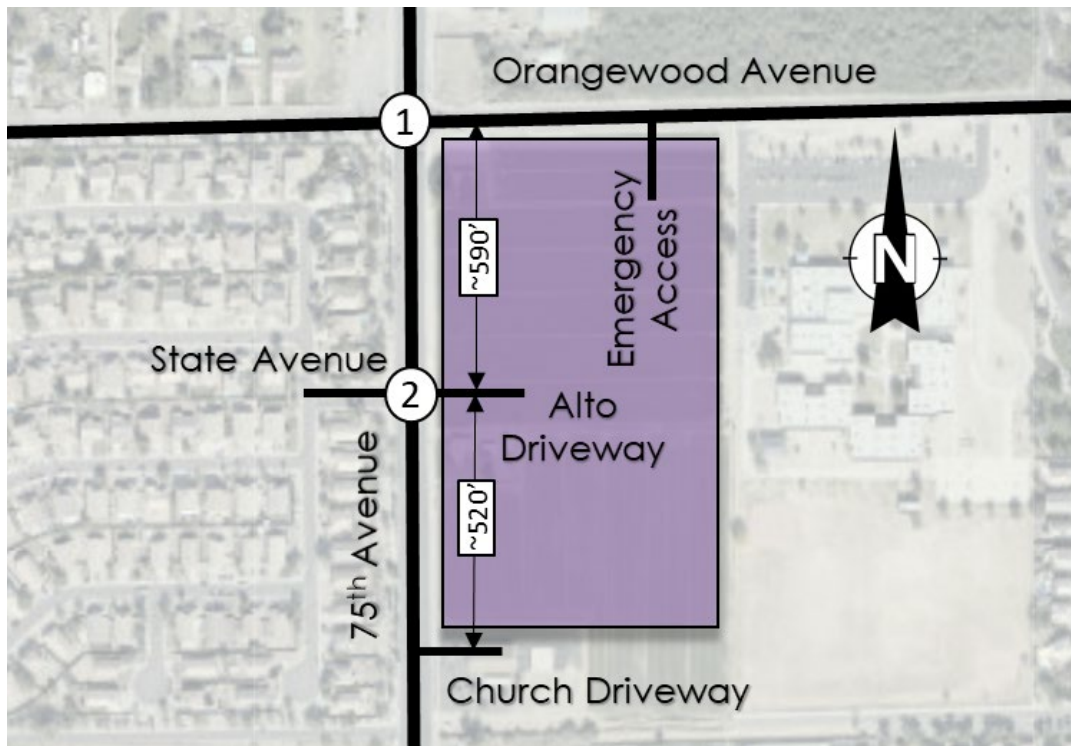 Orangewood Avenue
1
Emergency
Access
~590'
N
State Avenue
2
Alto
Driveway
75th Avenue
~520'
Church Driveway